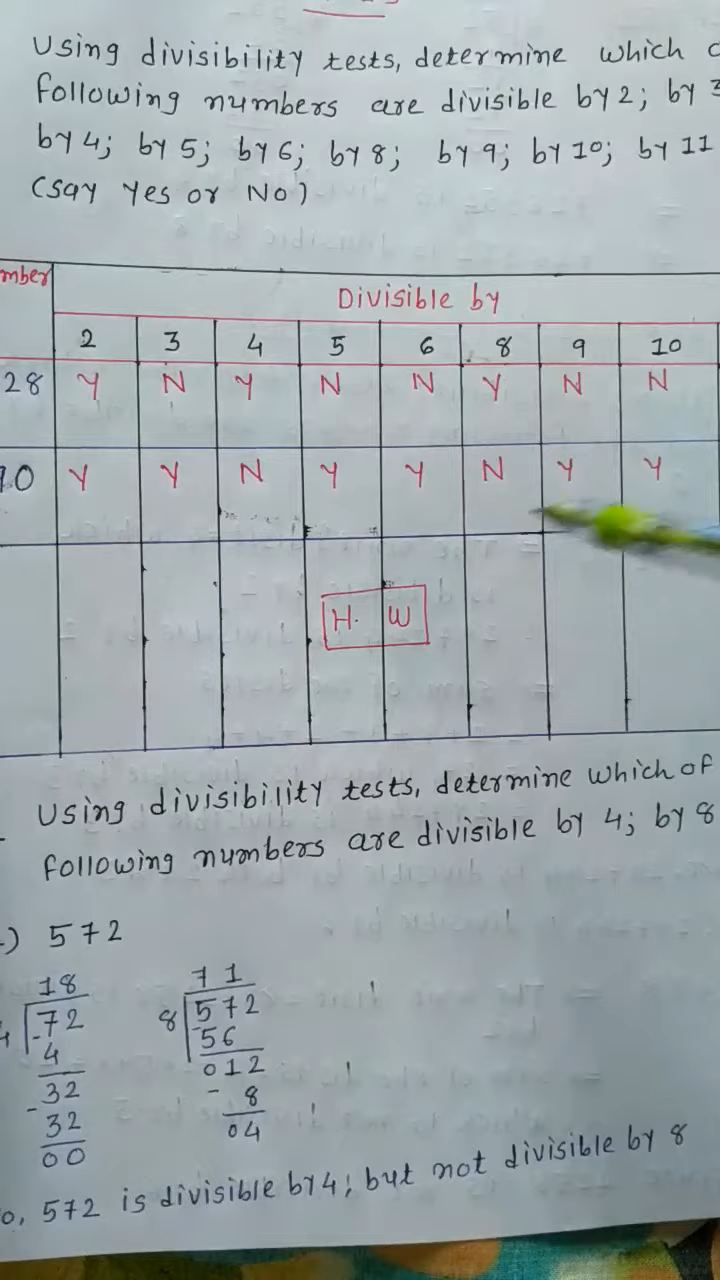 Using divisibility tests, determine which
following numbers are divisible by 2; by 3
by 4; by 5; by 6; by 8; by 9; by 10; by 11
(say Yes or No)
mber Divisible by
2 3 4 5 6 8 9 10
28 Y N Y N N Y N N
90 Y Y N Y Y N Y Y
H. W
Using divisibility tests, determine which of
following numbers are divisible by 4; by 8
) 572
18 71
4 72 8 572
- 4 56
32 012
- 32 - 8
00 04
o, 572 is divisible by 4; but not divisible by 8